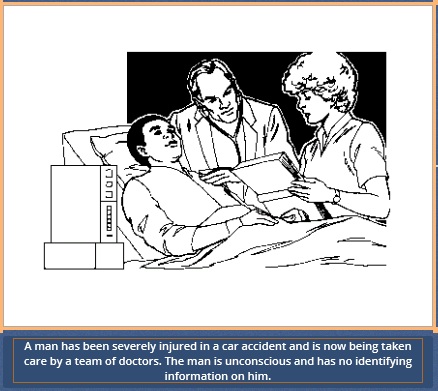 A man has been severely injured in a car accident and is now being taken
care by a team of doctors. The man is unconscious and has no identifying
information on him.